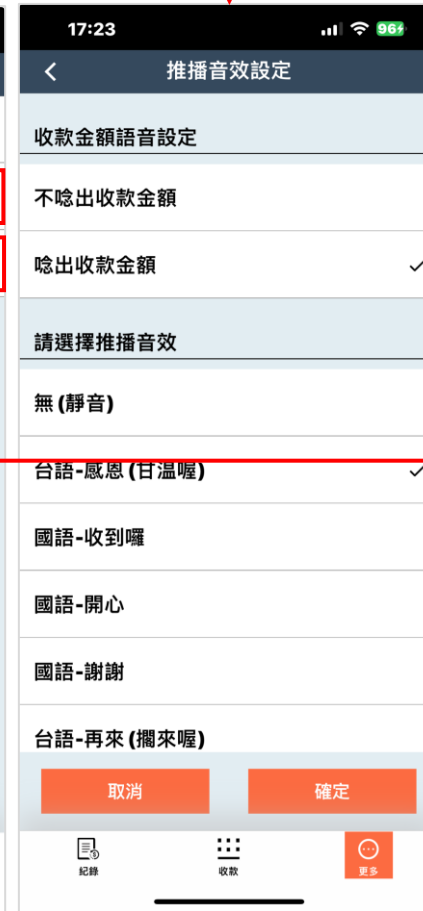 17:23
96
推播音效設定
收款金額語音設定
不唸出收款金額
唸出收款金額
請選擇推播音效
無 (靜音)
台語-感恩 (甘温喔)
國語-收到囉
國語-開心
國語-謝謝
台語-再來 (擱來喔)
取消
確定
紀錄
收款
更多